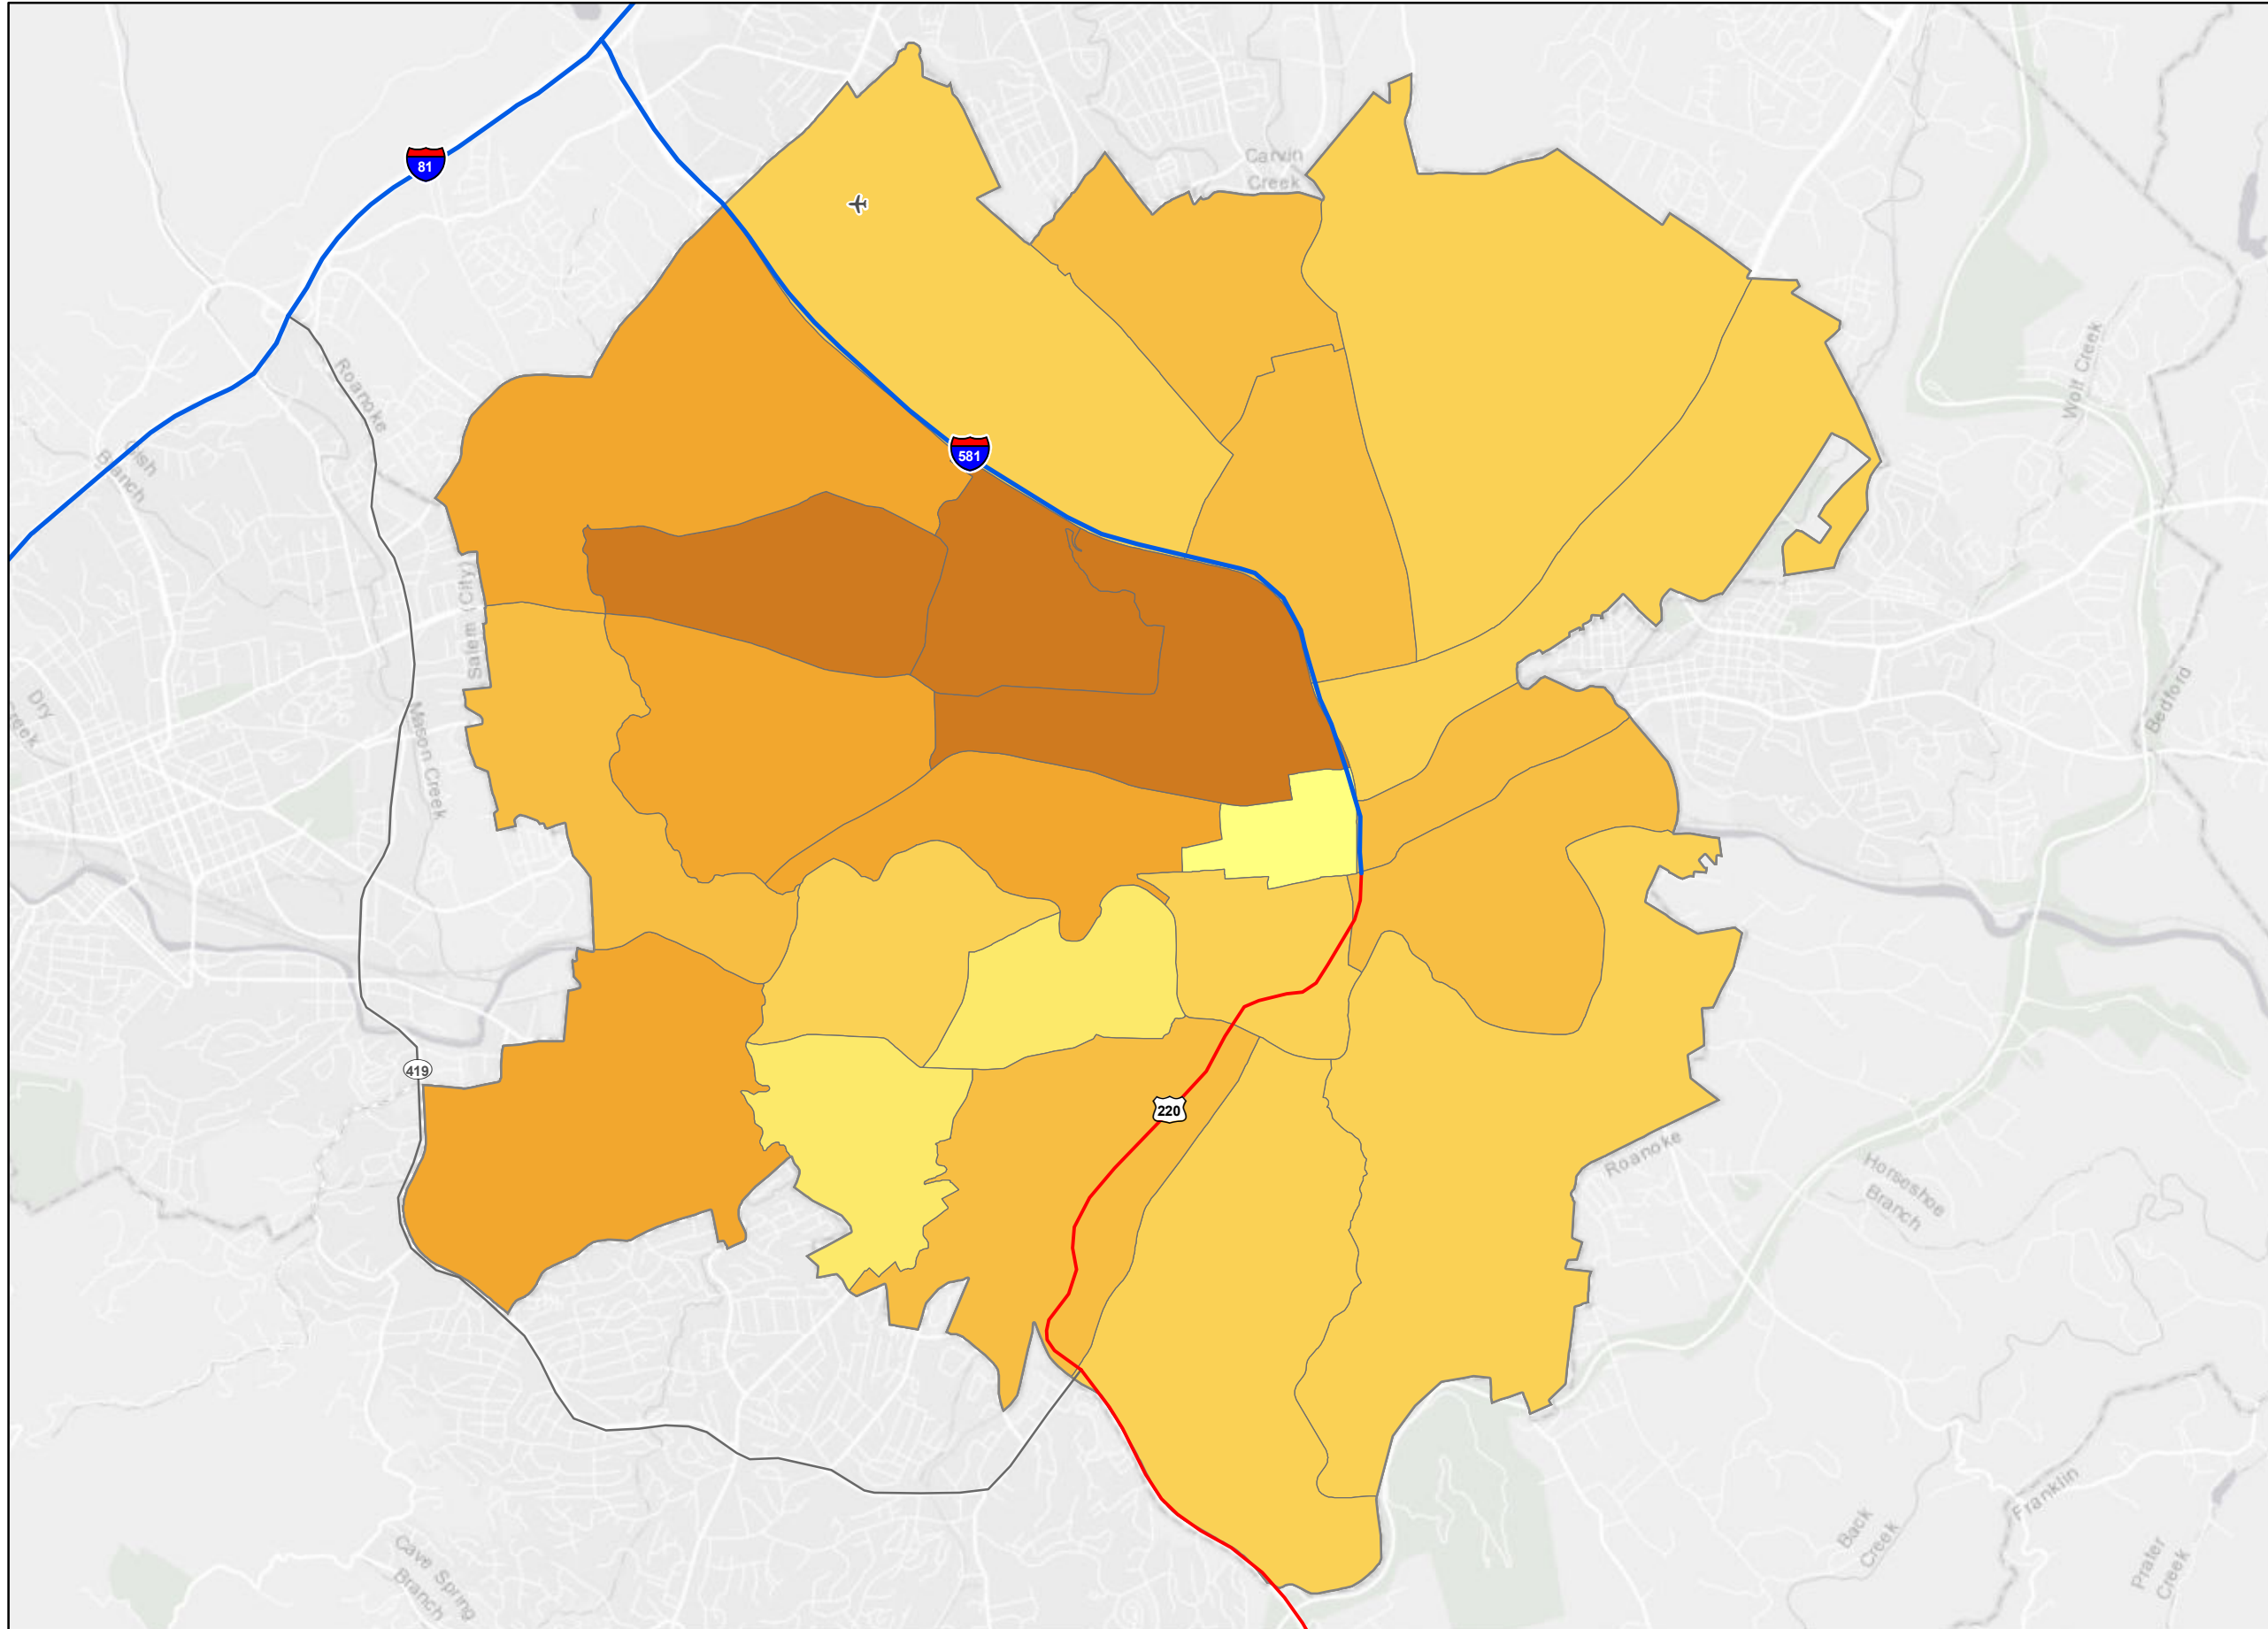 81
Carvin
Creek
Roanoke
Wolf Creek
Gish
Branch
581
Salem (City)
Dry
Creek
Mason Creek
Bedford
419
220
Roanoke
Horseshoe
Branch
Franklin
Back
Creek
Prater
Creek
Cave Spring
Branch